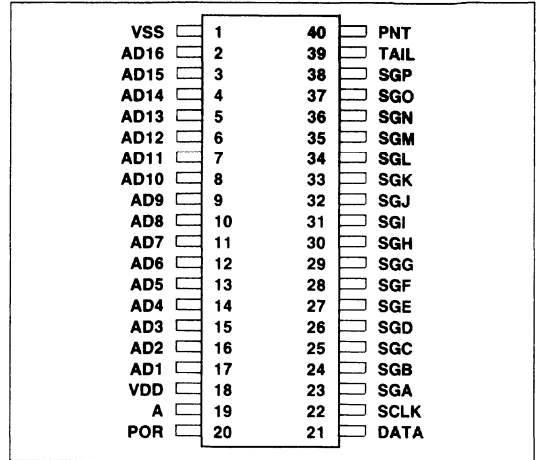 VSS 1 40 PNT
AD16 2 39 TAIL
AD15 3 38 SGP
AD14 4 37 SGO
AD13 5 36 SGN
AD12 6 35 SGM
AD11 7 34 SGL
AD10 8 33 SGK
AD9 9 32 SGJ
AD8 10 31 SGI
AD7 11 30 SGH
AD6 12 29 SGG
AD5 13 28 SGF
AD4 14 27 SGE
AD3 15 26 SGD
AD2 16 25 SGC
AD1 17 24 SGB
VDD 18 23 SGA
A 19 22 SCLK
POR 20 21 DATA